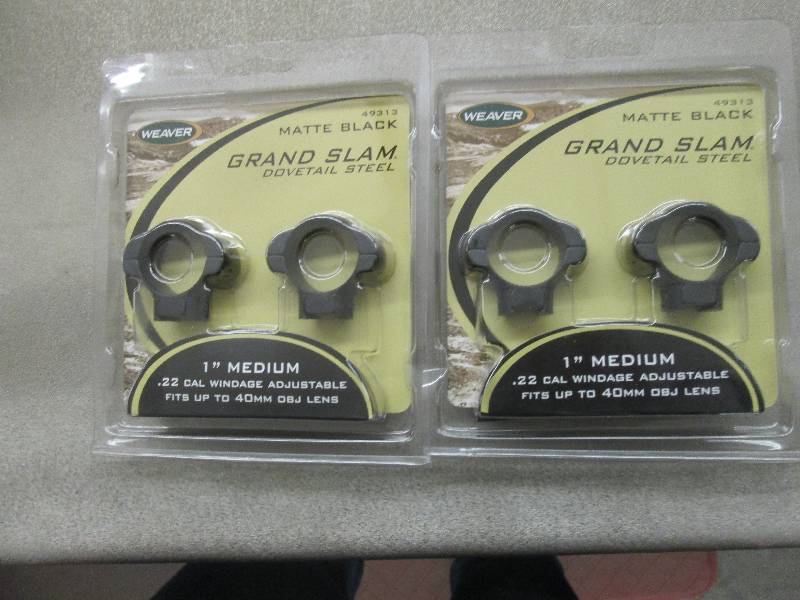 49313
WEAVER
MATTE BLACK
GRAND SLAM
DOVETAIL STEEL
1" MEDIUM
.22 CAL WINDAGE ADJUSTABLE
FITS UP TO 40MM OBJ LENS
49313
WEAVER
MATTE BLACK
GRAND SLAM
DOVETAIL STEEL
1" MEDIUM
.22 CAL WINDAGE ADJUSTABLE
FITS UP TO 40MM OBJ LENS